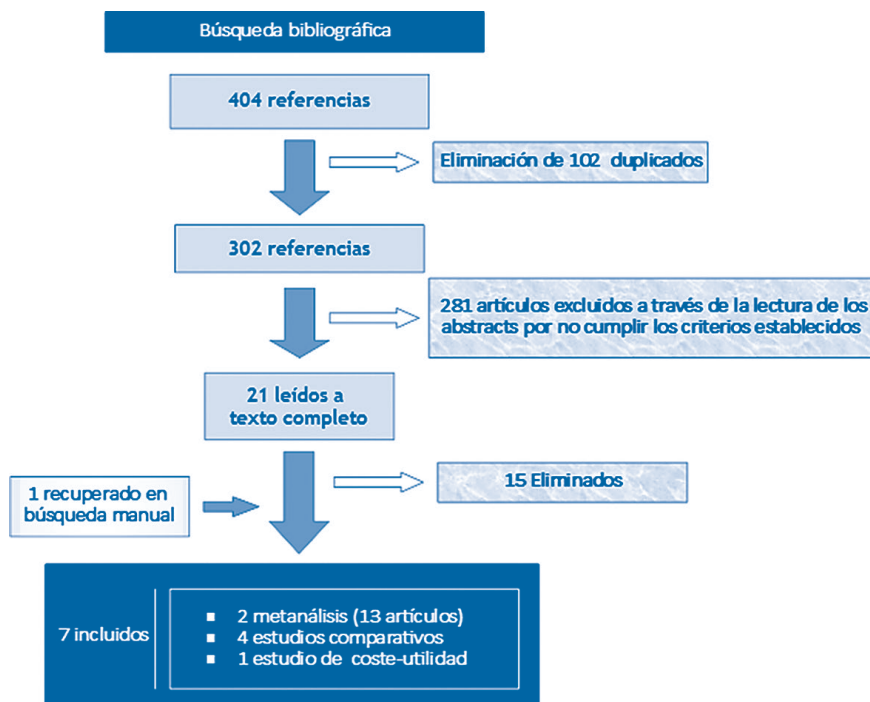 Búsqueda bibliográfica
404 referencias
Eliminación de 102 duplicados
302 referencias
281 artículos excluidos a través de la lectura de los
abstracts por no cumplir los criterios establecidos
21 leídos a
texto completo
15 Eliminados
1 recuperado en
búsqueda manual
7 incluidos
2 metanálisis (13 artículos)
4 estudios comparativos
1 estudio de coste-utilidad